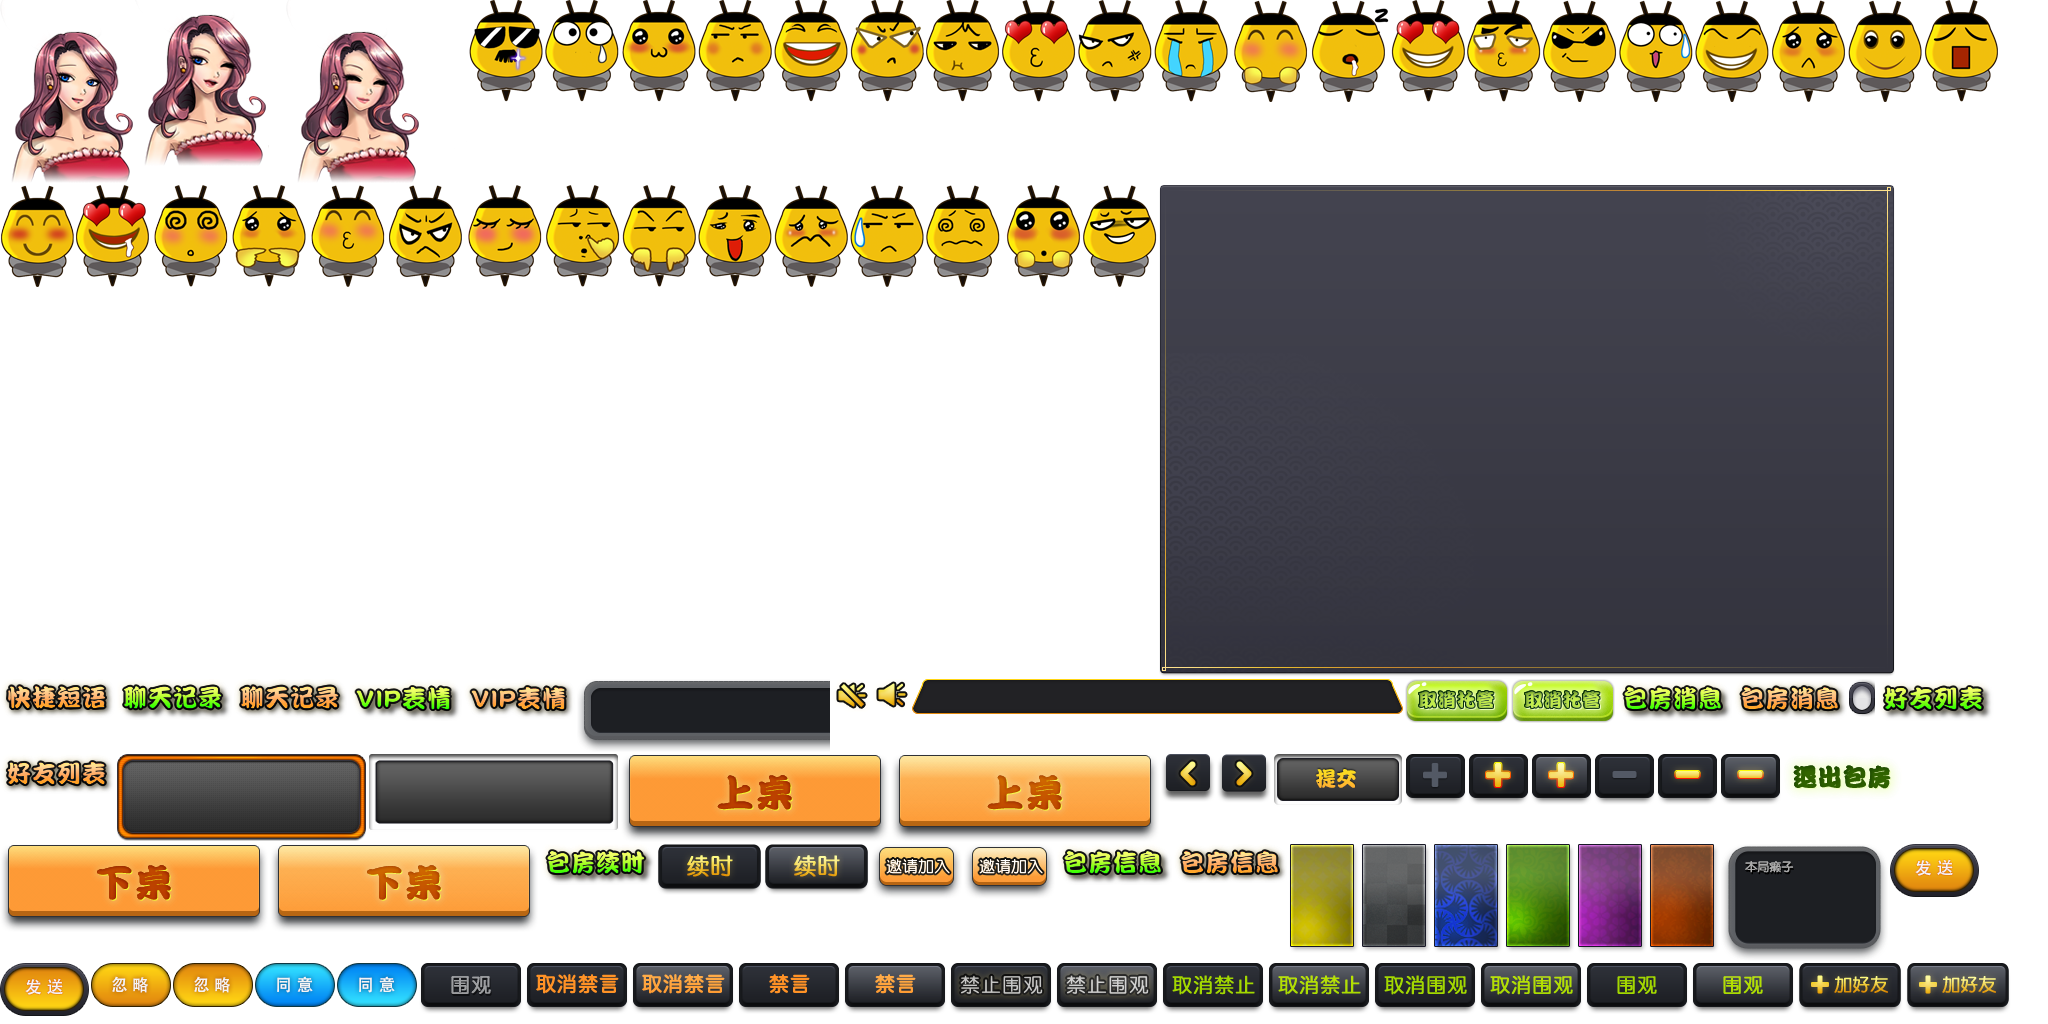 z
快捷短语 聊天记录 聊天记录 VIP表情 VIP表情 取消托管 取消托管 包房消息 包房消息 好友列表
好友列表 上桌 上桌 提交 退出包房
下桌 下桌 包房续时 续时 续时 邀请加入 邀请加入 包房信息 包房信息 本局癞子 发送
发送 忽略 忽略 同意 同意 围观 取消禁言 取消禁言 禁言 禁言 禁止围观 禁止围观 取消禁止 取消禁止 取消围观 取消围观 围观 围观 加好友 加好友